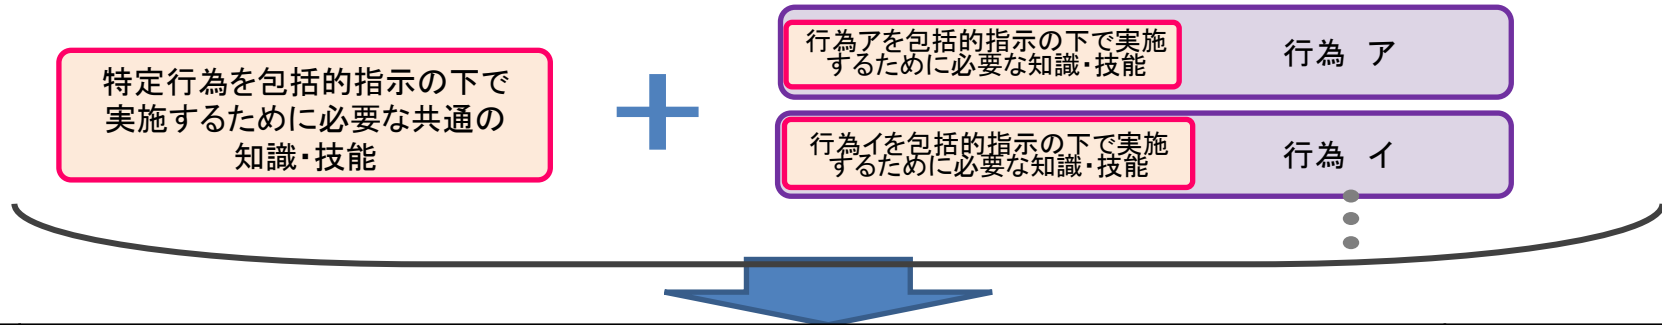 特定行為を包括的指示の下で
実施するために必要な共通の
知識・技能
行為アを包括的指示の下で実施
するために必要な知識・技能
行為 ア
行為イを包括的指示の下で実施
するために必要な知識・技能
行為 イ